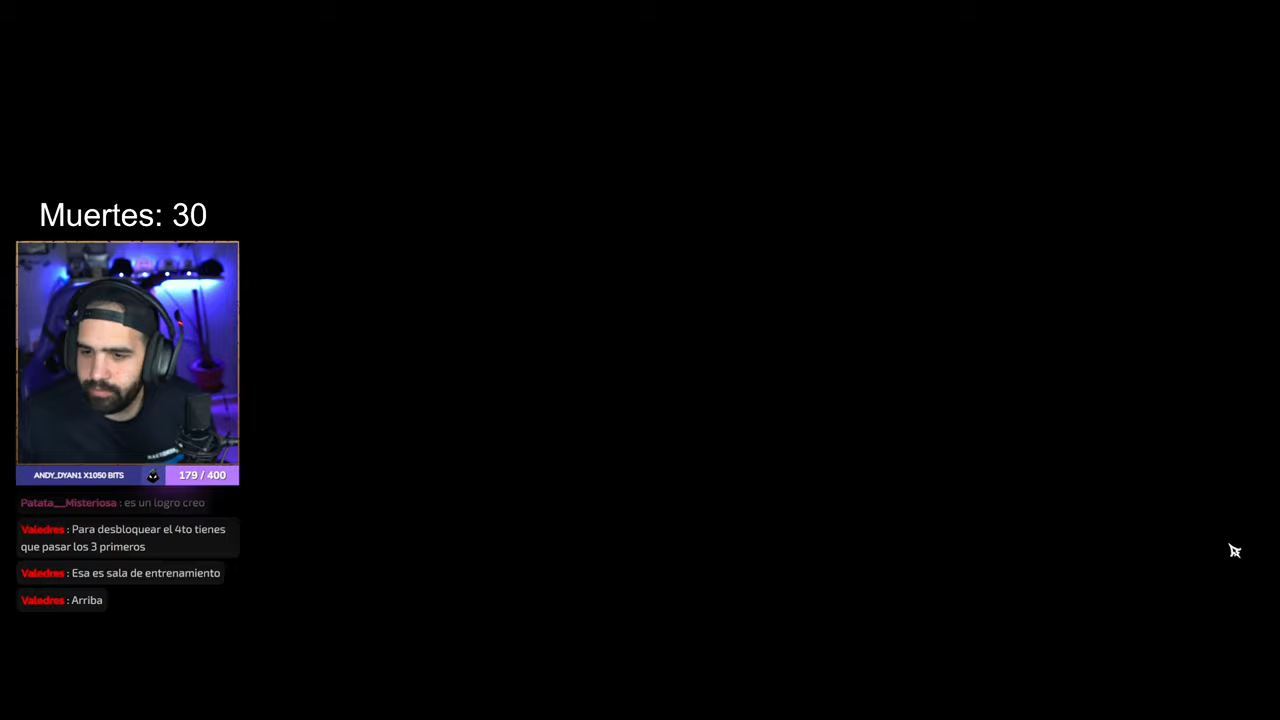 Muertes: 30
ANDY_DYAN1 X1050 BITS
179 / 400
Patata__Misteriosa : es un logro creo
Valedres : Para desbloquear el 4to tienes
que pasar los 3 primeros
Valedres : Esa es sala de entrenamiento
Valedres : Arriba